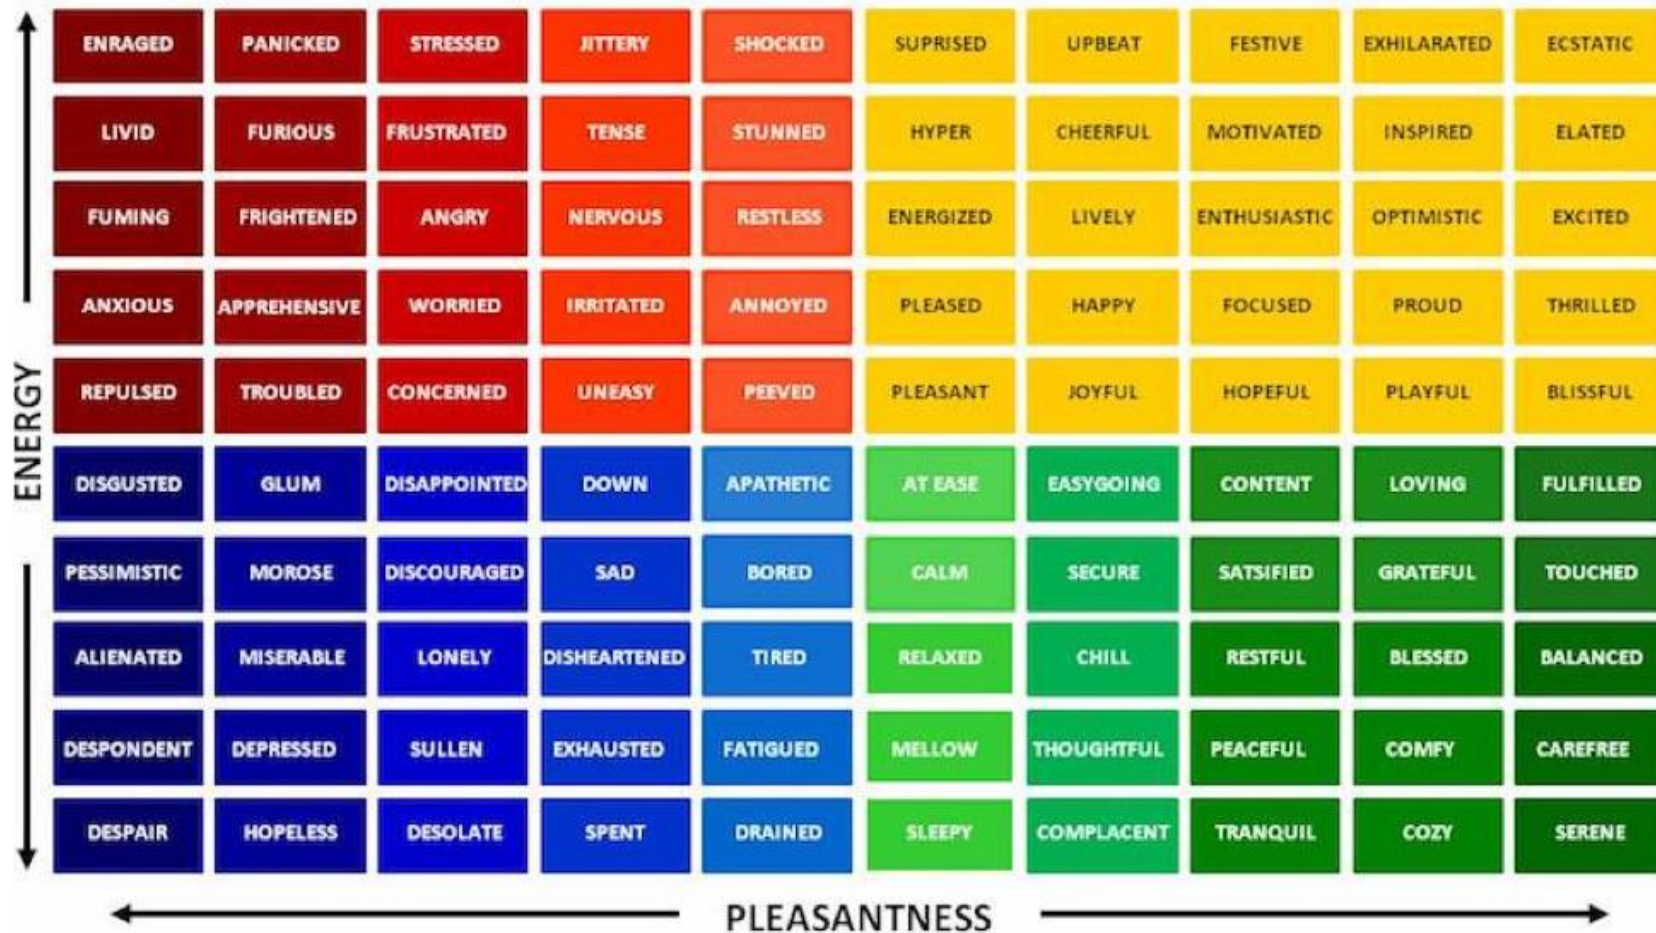 ENRAGED PANICKED STRESSED JITTERY SHOCKED SUPRISED UPBEAT FESTIVE EXHILARATED ECSTATIC
LIVID FURIOUS FRUSTRATED TENSE STUNNED HYPER CHEERFUL MOTIVATED INSPIRED ELATED
FUMING FRIGHTENED ANGRY NERVOUS RESTLESS ENERGIZED LIVELY ENTHUSIASTIC OPTIMISTIC EXCITED
ANXIOUS APPREHENSIVE WORRIED IRRITATED ANNOYED PLEASED HAPPY FOCUSED PROUD THRILLED
REPULSED TROUBLED CONCERNED UNEASY PEEVED PLEASANT JOYFUL HOPEFUL PLAYFUL BLISSFUL
DISGUSTED GLUM DISAPPOINTED DOWN APATHETIC AT EASE EASYGOING CONTENT LOVING FULFILLED
PESSIMISTIC MOROSE DISCOURAGED SAD BORED CALM SECURE SATSIFIED GRATEFUL TOUCHED
ALIENATED MISERABLE LONELY DISHEARTENED TIRED RELAXED CHILL RESTFUL BLESSED BALANCED
DESPONDENT DEPRESSED SULLEN EXHAUSTED FATIGUED MELLOW THOUGHTFUL PEACEFUL COMFY CAREFREE
DESPAIR HOPELESS DESOLATE SPENT DRAINED SLEEPY COMPLACENT TRANQUIL COZY SERENE
ENERGY
PLEASANTNESS